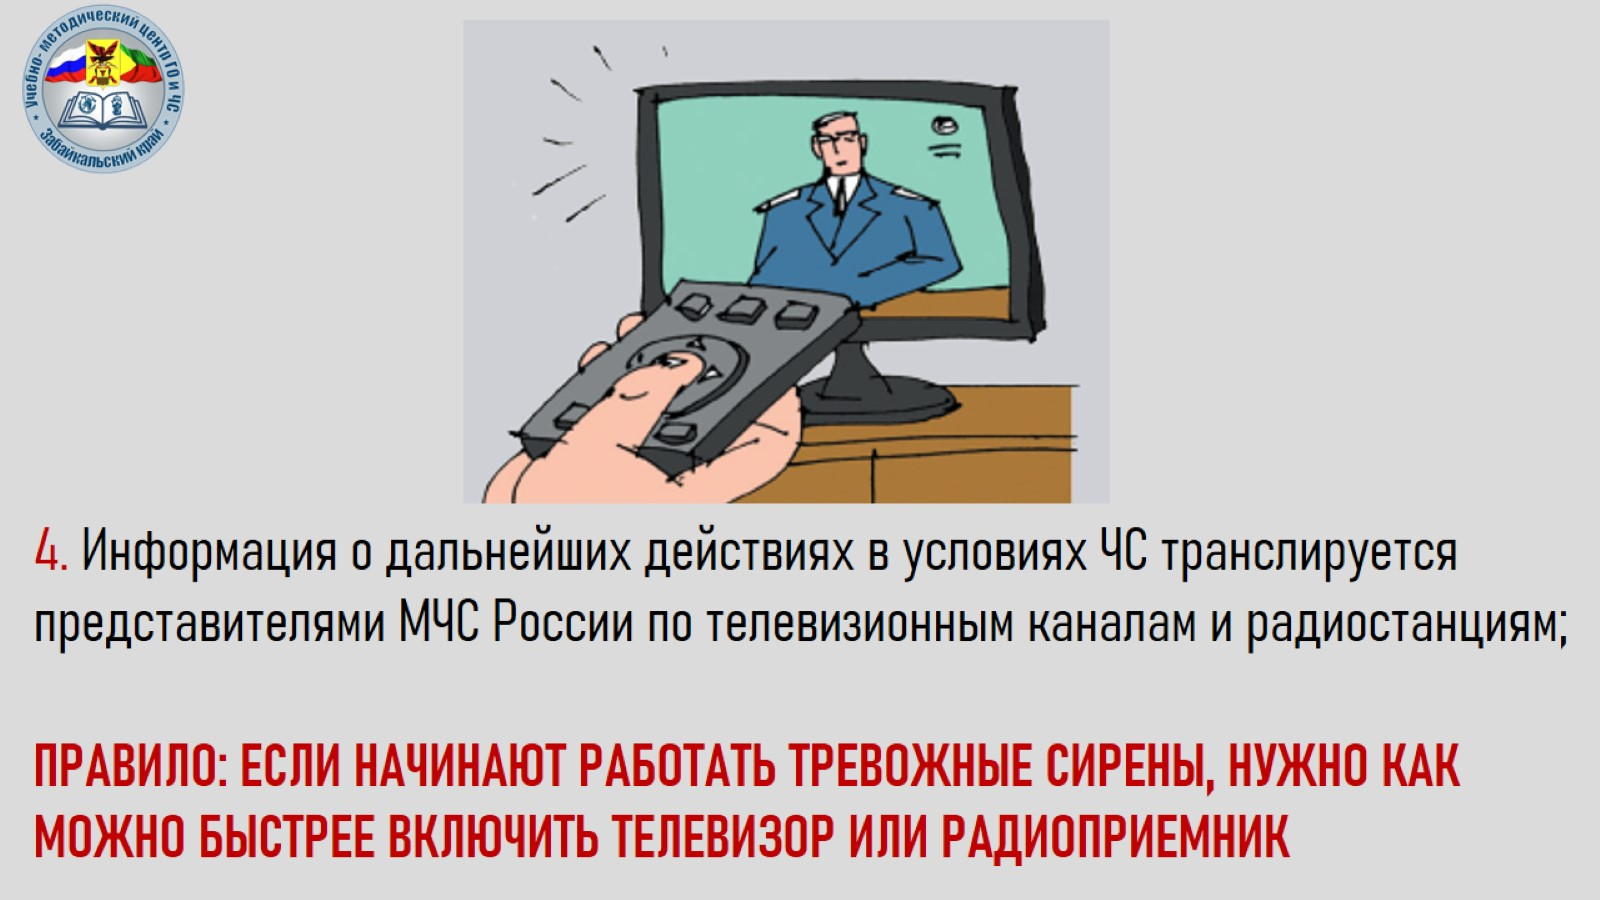 Учебно- методический центр ГО и ЧС
* Забайкальский край *
4. Информация о дальнейших действиях в условиях ЧС транслируется
представителями МЧС России по телевизионным каналам и радиостанциям;
ПРАВИЛО: ЕСЛИ НАЧИНАЮТ РАБОТАТЬ ТРЕВОЖНЫЕ СИРЕНЫ, НУЖНО КАК
МОЖНО БЫСТРЕЕ ВКЛЮЧИТЬ ТЕЛЕВИЗОР ИЛИ РАДИОПРИЕМНИК